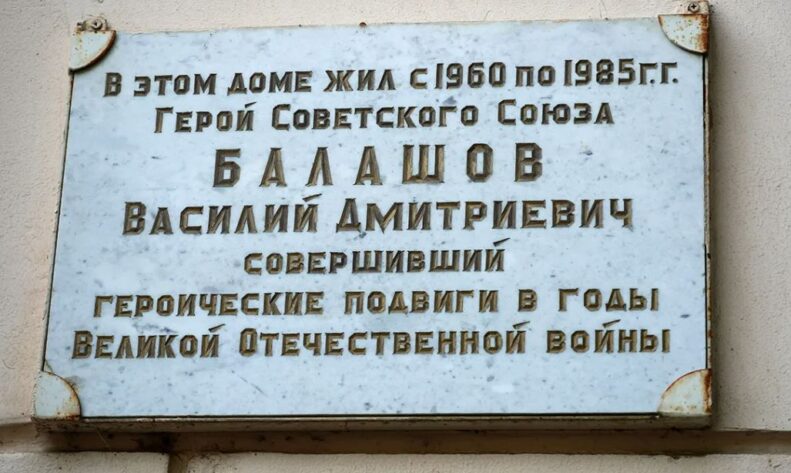 В ЭТОМ ДОМЕ ЖИЛ С 1960 ПО 1985 Г.Г.
ГЕРОЙ СОВЕТСКОГО СОЮЗА
БАЛАШОВ
ВАСИЛИЙ ДМИТРИЕВИЧ
СОВЕРШИВШИЙ
ГЕРОИЧЕСКИЕ ПОДВИГИ В ГОДЫ
ВЕЛИКОЙ ОТЕЧЕСТВЕННОЙ ВОЙНЫ